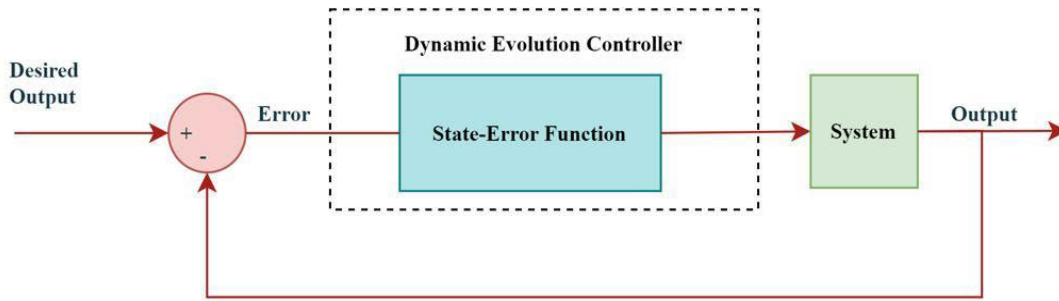 Dynamic Evolution Controller
Desired
Output
Error
+
-
State-Error Function
System
Output